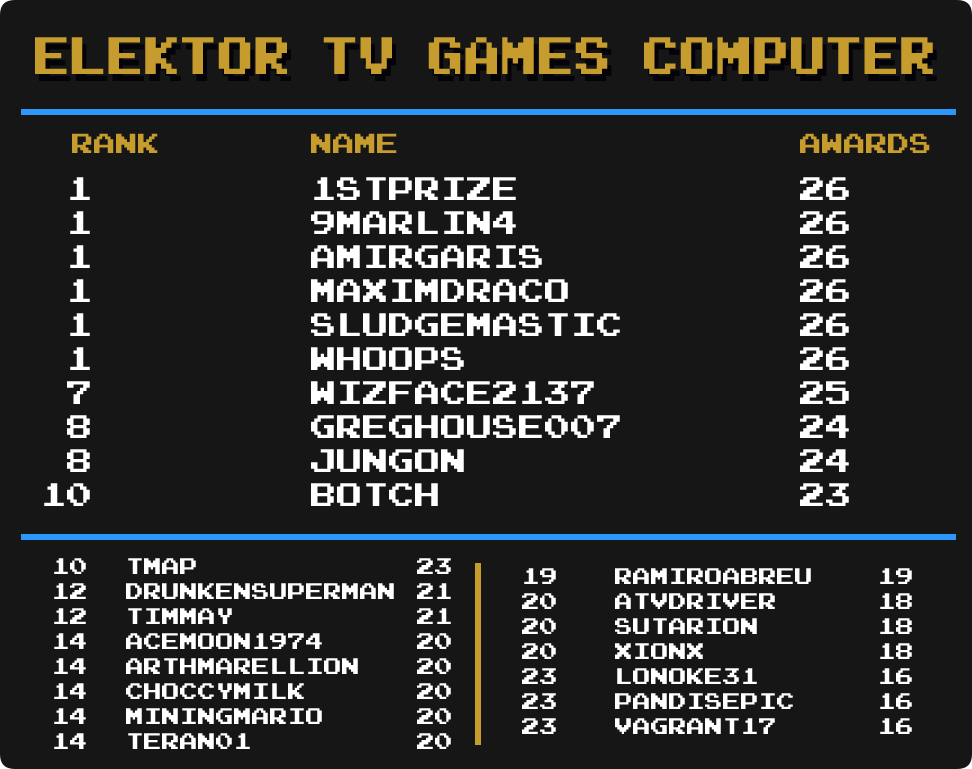 ELEKTOR TV GAMES COMPUTER
RANK NAME AWARDS
1 1STPRIZE 26
1 9MARLIN4 26
1 AMIRGARIS 26
1 MAXIMDRACO 26
1 SLUDGEMASTIC 26
1 WHOOPS 26
7 WIZFACE2137 25
8 GREGHOUSE007 24
8 JUNGON 24
10 BOTCH 23
10 TMAP 23
12 DRUNKENSUPERMAN 21
12 TIMMAY 21
14 ACEMOON1974 20
14 ARTHMARELLION 20
14 CHOCCYMILK 20
14 MININGMARIO 20
14 TERAN01 20
19 RAMIROABREU 19
20 ATVDRIVER 18
20 SUTARION 18
20 XIONX 18
23 LONOKE31 16
23 PANDISEPIC 16
23 VAGRANT17 16